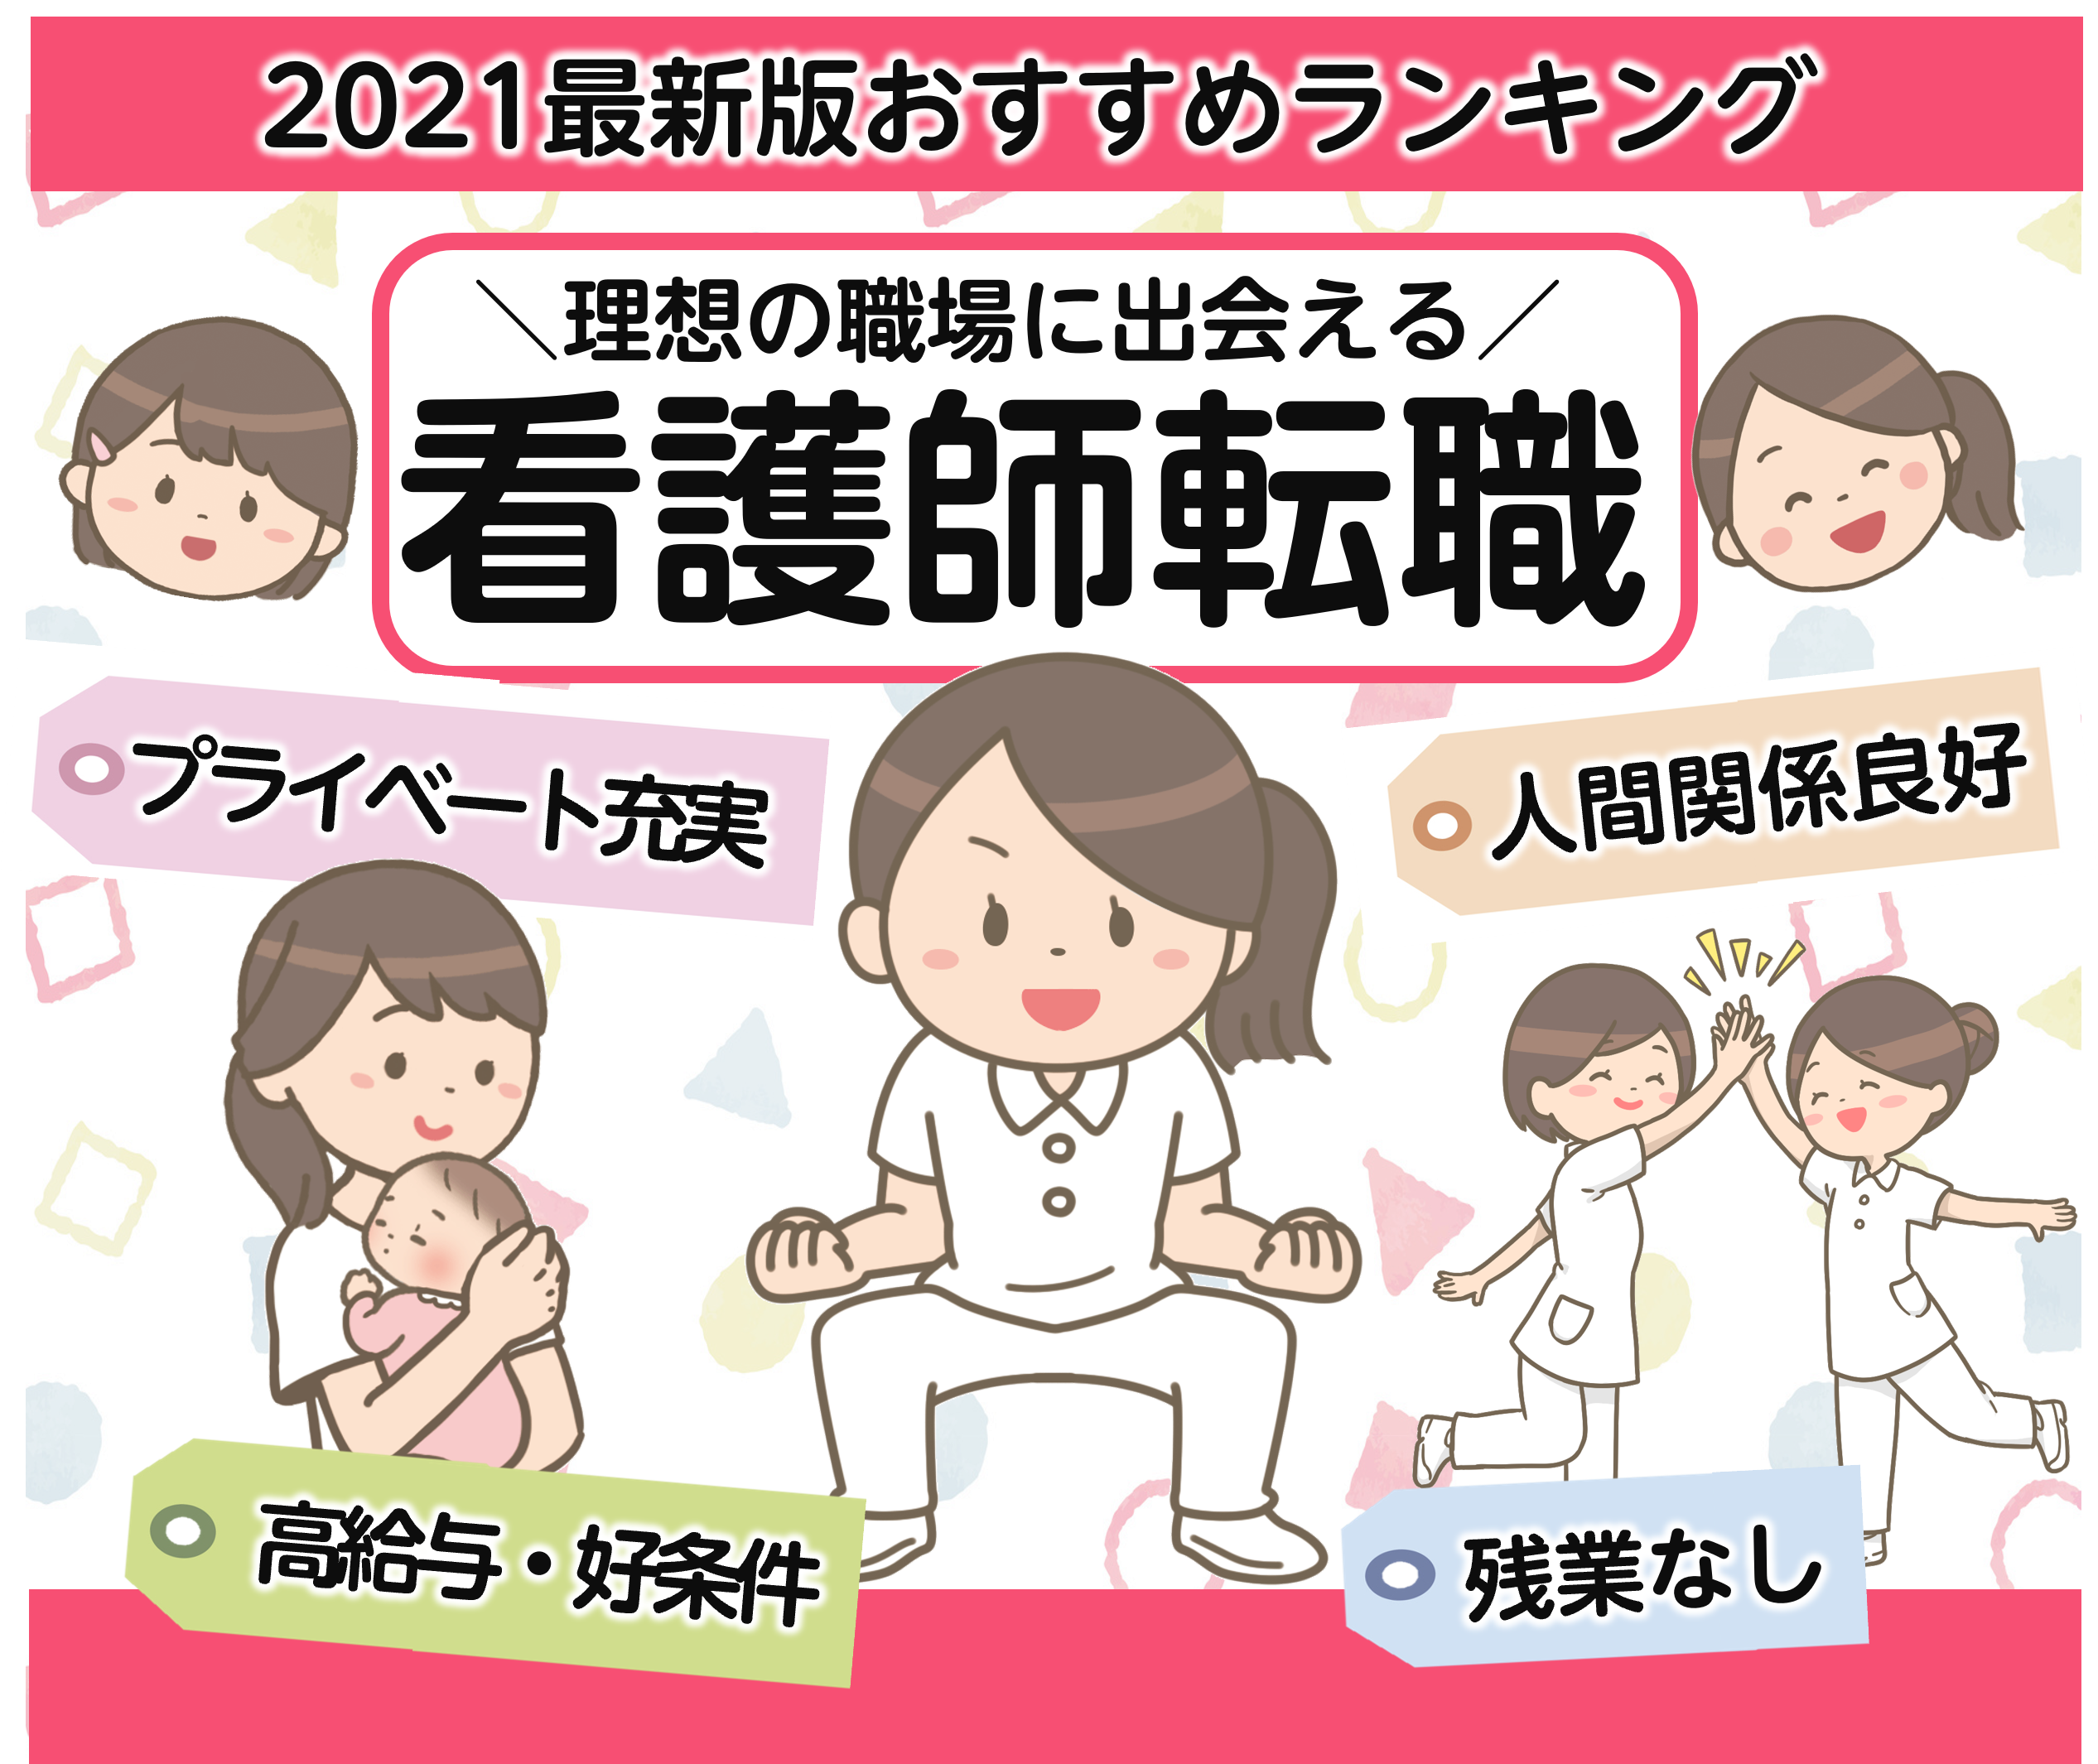 2021最新版おすすめランキング
＼理想の職場に出会える／
看護師転職
プライベート充実
人間関係良好
高給与・好条件
残業なし